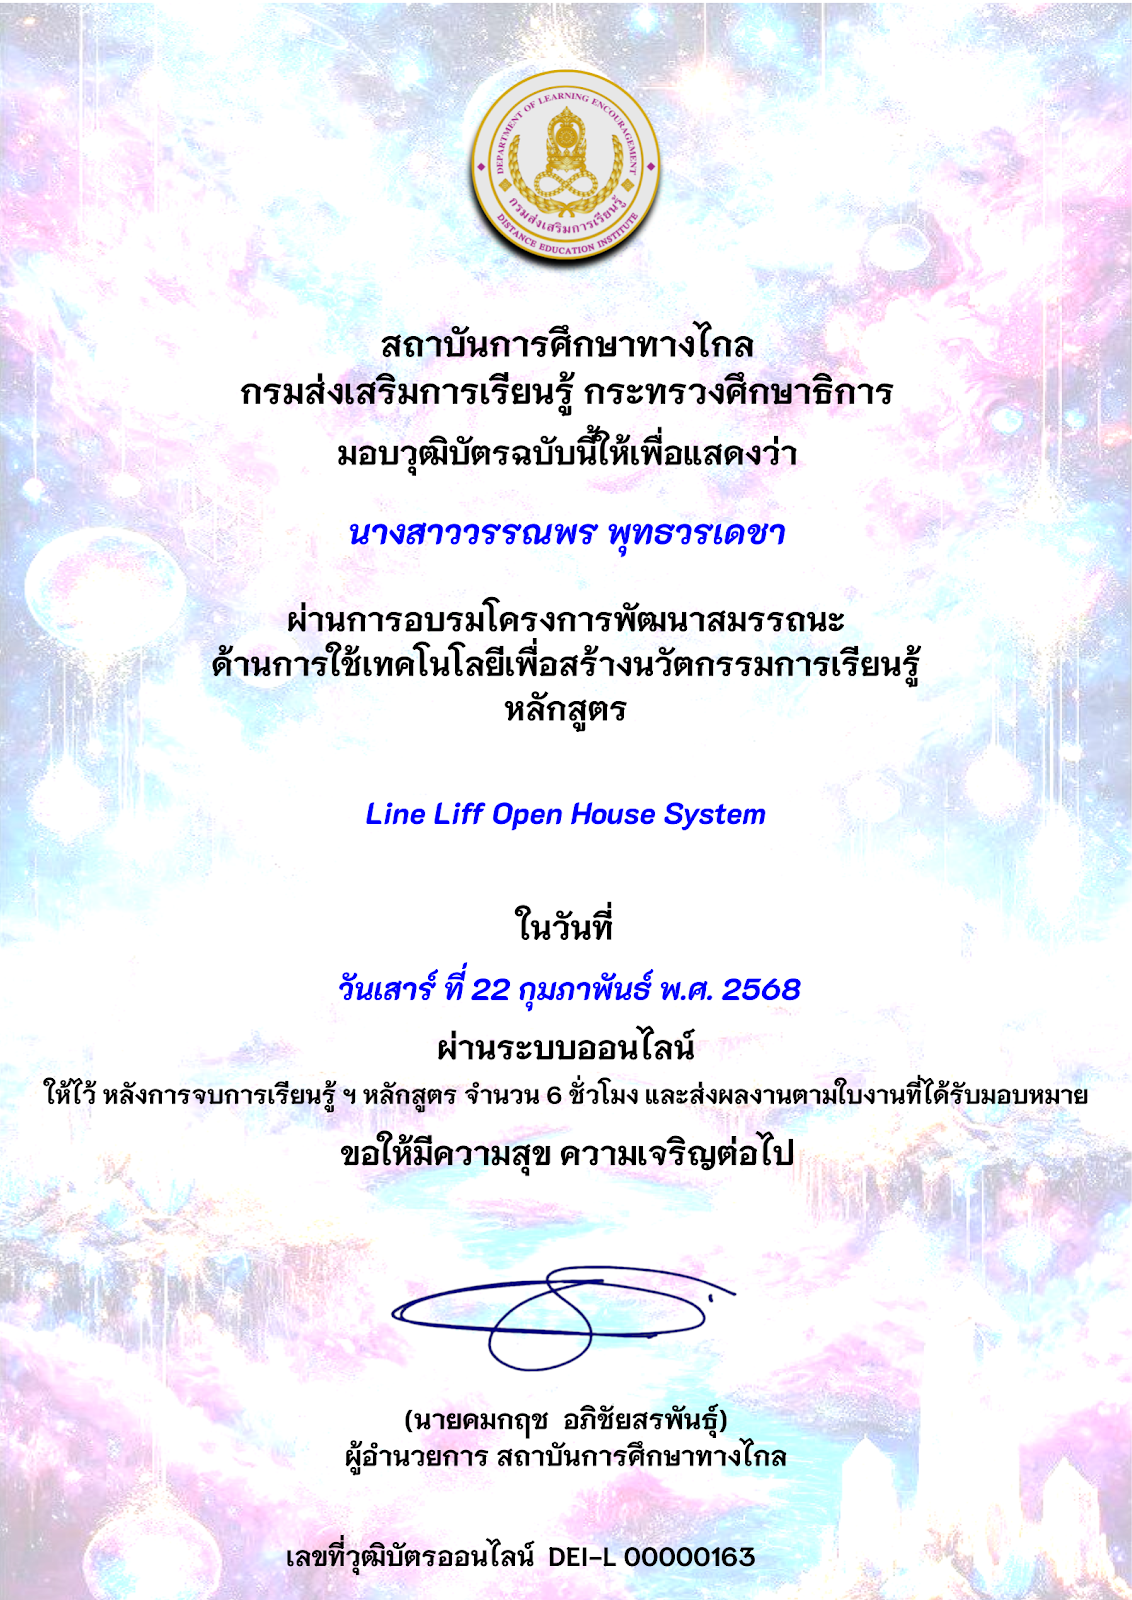 DEPARTMENT OF LEARNING ENCOURAGEMENT
กรมส่งเสริมการเรียนรู้
DISTANCE EDUCATION INSTITUTE
สถาบันการศึกษาทางไกล
กรมส่งเสริมการเรียนรู้ กระทรวงศึกษาธิการ
มอบวุฒิบัตรฉบับนี้ให้เพื่อแสดงว่า
นางสาววรรณพร พุทธวรเดชา
ผ่านการอบรมโครงการพัฒนาสมรรถนะ
ด้านการใช้เทคโนโลยีเพื่อสร้างนวัตกรรมการเรียนรู้
หลักสูตร
Line Liff Open House System
ในวันที่
วันเสาร์ ที่ 22 กุมภาพันธ์ พ.ศ. 2568
ผ่านระบบออนไลน์
ให้ไว้ หลังการจบการเรียนรู้ ฯ หลักสูตร จำนวน 6 ชั่วโมง และส่งผลงานตามใบงานที่ได้รับมอบหมาย
ขอให้มีความสุข ความเจริญต่อไป
(นายคมกฤช อภิชัยสรพันธุ์)
ผู้อำนวยการ สถาบันการศึกษาทางไกล
เลขที่วุฒิบัตรออนไลน์ DEI-L 00000163